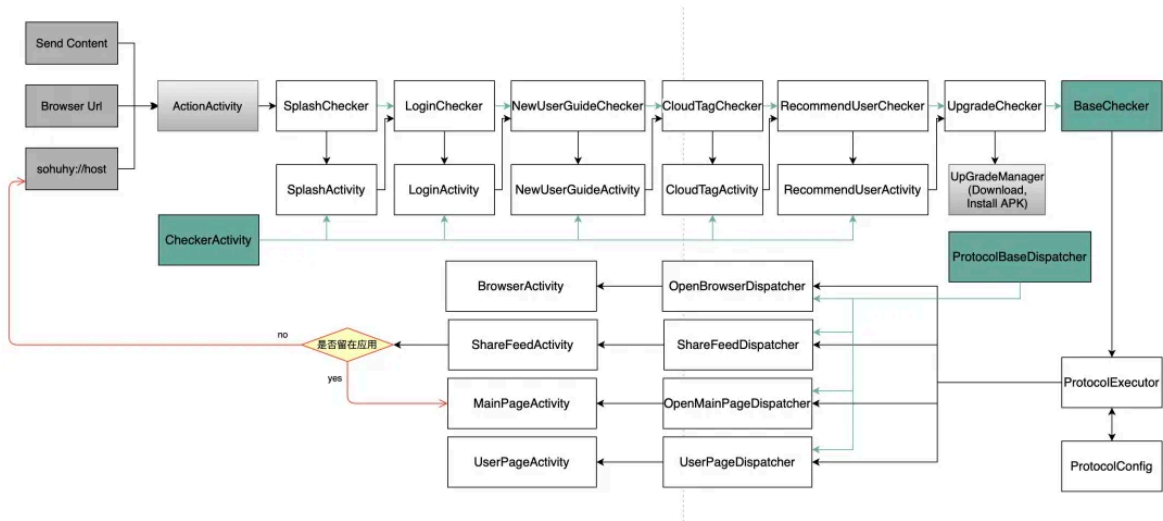 Send Content
Browser Url
sohuhy://host
ActionActivity
SplashChecker
LoginChecker
NewUserGuideChecker
CloudTagChecker
RecommendUserChecker
UpgradeChecker
BaseChecker
SplashActivity
LoginActivity
NewUserGuideActivity
CloudTagActivity
RecommendUserActivity
UpGradeManager
(Download,
Install APK)
CheckerActivity
ProtocolBaseDispatcher
BrowserActivity
OpenBrowserDispatcher
no
是否留在应用
ShareFeedActivity
ShareFeedDispatcher
yes
MainPageActivity
OpenMainPageDispatcher
ProtocolExecutor
UserPageActivity
UserPageDispatcher
ProtocolConfig